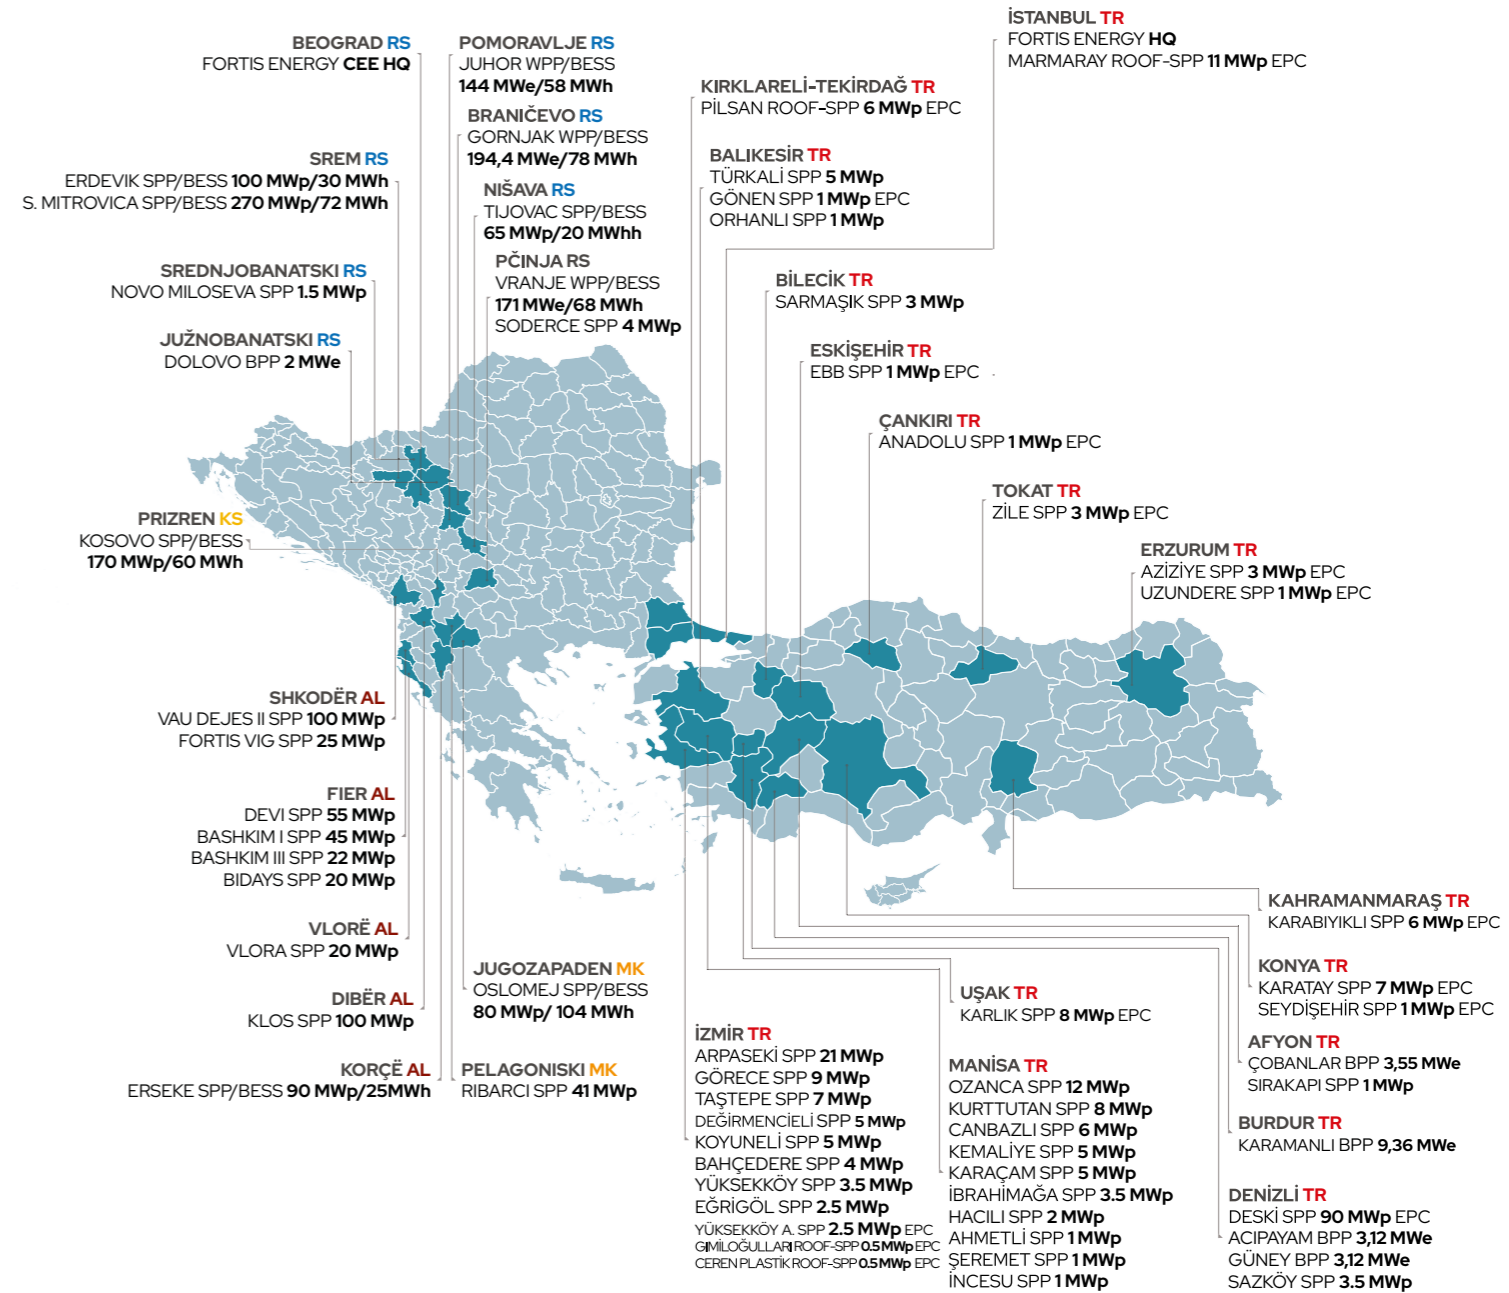 BEOGRAD RS
FORTIS ENERGY CEE HQ
POMORAVLJE RS
JUHOR WPP/BESS
144 MWe/58 MWh
BRANIČEVO RS
GORNJAK WPP/BESS
194,4 MWe/78 MWh
SREM RS
ERDEVIK SPP/BESS 100 MWp/30 MWh
S. MITROVICA SPP/BESS 270 MWp/72 MWh
NIŠAVA RS
TIJOVAC SPP/BESS
65 MWp/20 MWhh
PČINJA RS
VRANJE WPP/BESS
171 MWe/68 MWh
SODERCE SPP 4 MWp
SREDNJOBANATSKI RS
NOVO MILOSEVA SPP 1.5 MWp
JUŽNOBANATSKI RS
DOLOVO BPP 2 MWe
İSTANBUL TR
FORTIS ENERGY HQ
MARMARAY ROOF-SPP 11 MWp EPC
KIRKLARELİ-TEKİRDAĞ TR
PİLSAN ROOF-SPP 6 MWp EPC
BALIKESİR TR
TÜRKALİ SPP 5 MWp
GÖNEN SPP 1 MWp EPC
ORHANLI SPP 1 MWp
BİLECİK TR
SARMAŞIK SPP 3 MWp
ESKİŞEHİR TR
EBB SPP 1 MWp EPC
ÇANKIRI TR
ANADOLU SPP 1 MWp EPC
TOKAT TR
ZİLE SPP 3 MWp EPC
ERZURUM TR
AZİZİYE SPP 3 MWp EPC
UZUNDERE SPP 1 MWp EPC
PRIZREN KS
KOSOVO SPP/BESS
170 MWp/60 MWh
SHKODËR AL
VAU DEJES II SPP 100 MWp
FORTIS VIG SPP 25 MWp
FIER AL
DEVI SPP 55 MWp
BASHKIM I SPP 45 MWp
BASHKIM III SPP 22 MWp
BIDAYS SPP 20 MWp
VLORË AL
VLORA SPP 20 MWp
DIBËR AL
KLOS SPP 100 MWp
KORÇË AL
ERSEKE SPP/BESS 90 MWp/25MWh
JUGOZAPADEN MK
OSLOMEJ SPP/BESS
80 MWp/ 104 MWh
PELAGONISKI MK
RIBARCI SPP 41 MWp
İZMİR TR
ARPASEKİ SPP 21 MWp
GÖRECE SPP 9 MWp
TAŞTEPE SPP 7 MWp
DEĞİRMENCİELİ SPP 5 MWp
KOYUNELİ SPP 5 MWp
BAHÇEDERE SPP 4 MWp
YÜKSEKKÖY SPP 3.5 MWp
EĞRİGÖL SPP 2.5 MWp
YÜKSEKKÖY A. SPP 2.5 MWp EPC
GIMİLOĞULLARI ROOF-SPP 0.5 MWp EPC
CEREN PLASTİK ROOF-SPP 0.5 MWp EPC
UŞAK TR
KARLIK SPP 8 MWp EPC
MANİSA TR
OZANCA SPP 12 MWp
KURTTUTAN SPP 8 MWp
CANBAZLI SPP 6 MWp
KEMALİYE SPP 5 MWp
KARAÇAM SPP 5 MWp
İBRAHİMAĞA SPP 3.5 MWp
HACILI SPP 2 MWp
AHMETLİ SPP 1 MWp
ŞEREMET SPP 1 MWp
İNCESU SPP 1 MWp
KAHRAMANMARAŞ TR
KARABIYIKLI SPP 6 MWp EPC
KONYA TR
KARATAY SPP 7 MWp EPC
SEYDİŞEHİR SPP 1 MWp EPC
AFYON TR
ÇOBANLAR BPP 3,55 MWe
SIRAKAPI SPP 1 MWp
BURDUR TR
KARAMANLI BPP 9,36 MWe
DENİZLİ TR
DESKİ SPP 90 MWp EPC
ACIPAYAM BPP 3,12 MWe
GÜNEY BPP 3,12 MWe
SAZKÖY SPP 3.5 MWp